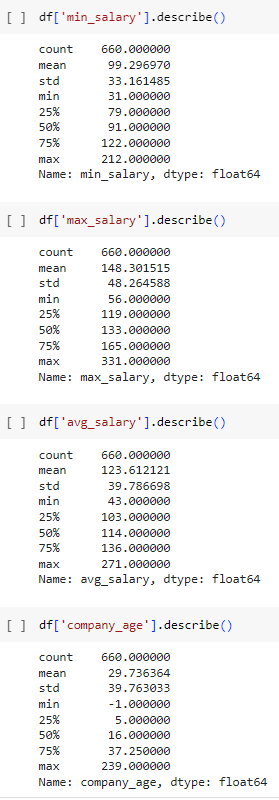 [ ] df['min_salary'].describe()
count 660.000000
mean 99.296970
std 33.161485
min 31.000000
25% 79.000000
50% 91.000000
75% 122.000000
max 212.000000
Name: min_salary, dtype: float64
[ ] df['max_salary'].describe()
count 660.000000
mean 148.301515
std 48.264588
min 56.000000
25% 119.000000
50% 133.000000
75% 165.000000
max 331.000000
Name: max_salary, dtype: float64
[ ] df['avg_salary'].describe()
count 660.000000
mean 123.612121
std 39.786698
min 43.000000
25% 103.000000
50% 114.000000
75% 136.000000
max 271.000000
Name: avg_salary, dtype: float64
[ ] df['company_age'].describe()
count 660.000000
mean 29.736364
std 39.763033
min -1.000000
25% 5.000000
50% 16.000000
75% 37.250000
max 239.000000
Name: company_age, dtype: float64